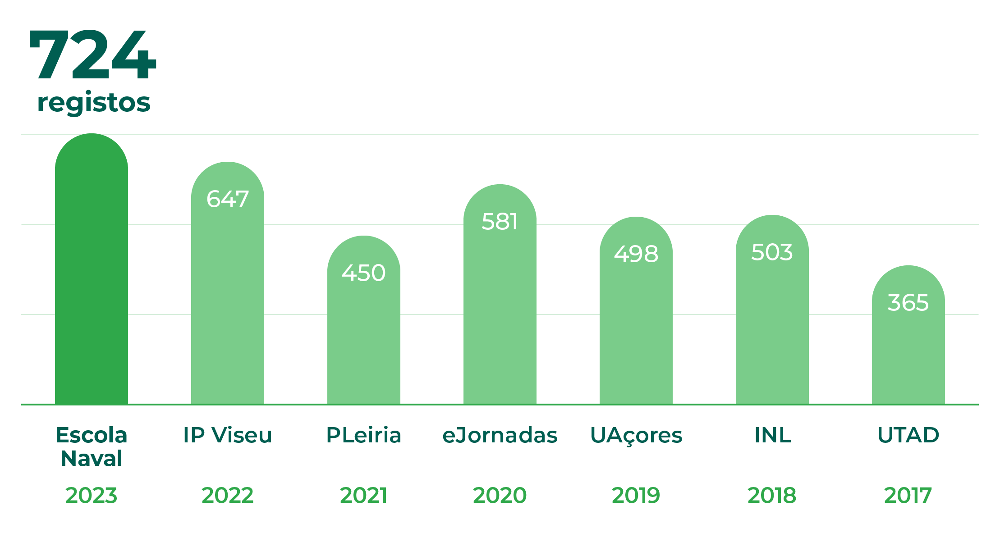 724
registos
647
450
581
498
503
365
Escola
Naval
IP Viseu
PLeiria
eJornadas
UAçores
INL
UTAD
2023
2022
2021
2020
2019
2018
2017